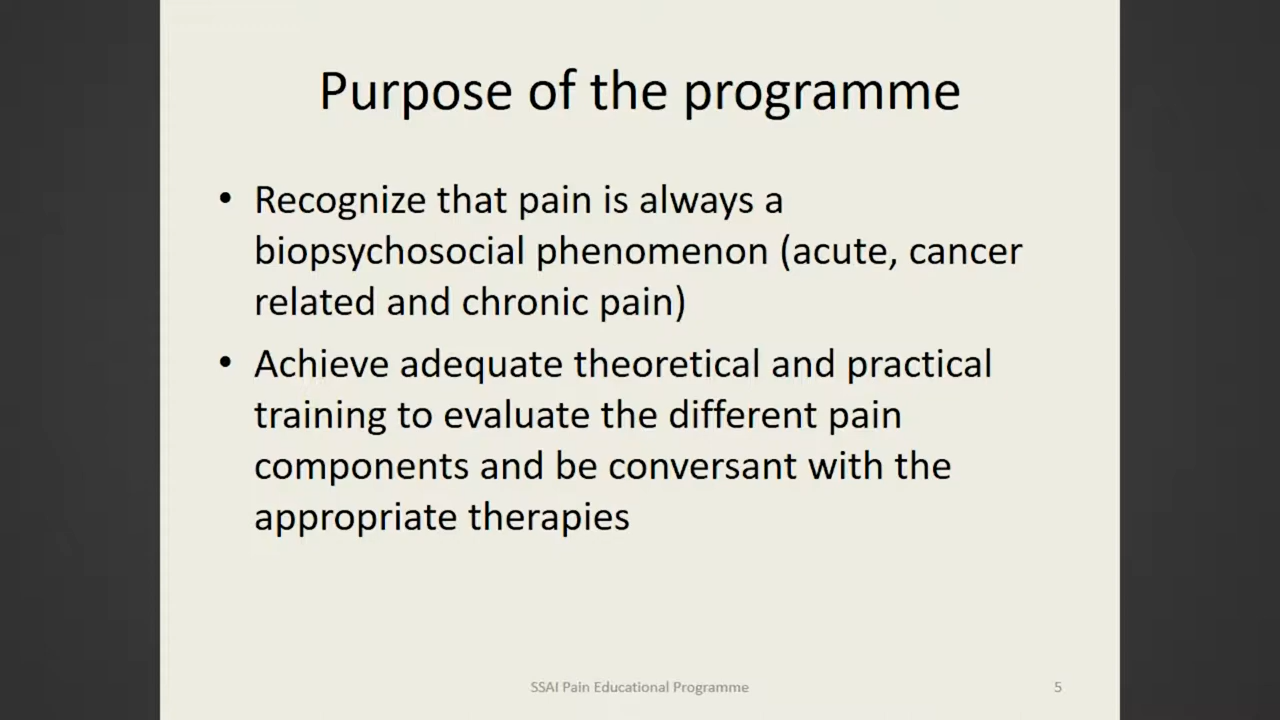 Purpose of the programme
• Recognize that pain is always a
biopsychosocial phenomenon (acute, cancer
related and chronic pain)
• Achieve adequate theoretical and practical
training to evaluate the different pain
components and be conversant with the
appropriate therapies
SSAI Pain Educational Programme
5